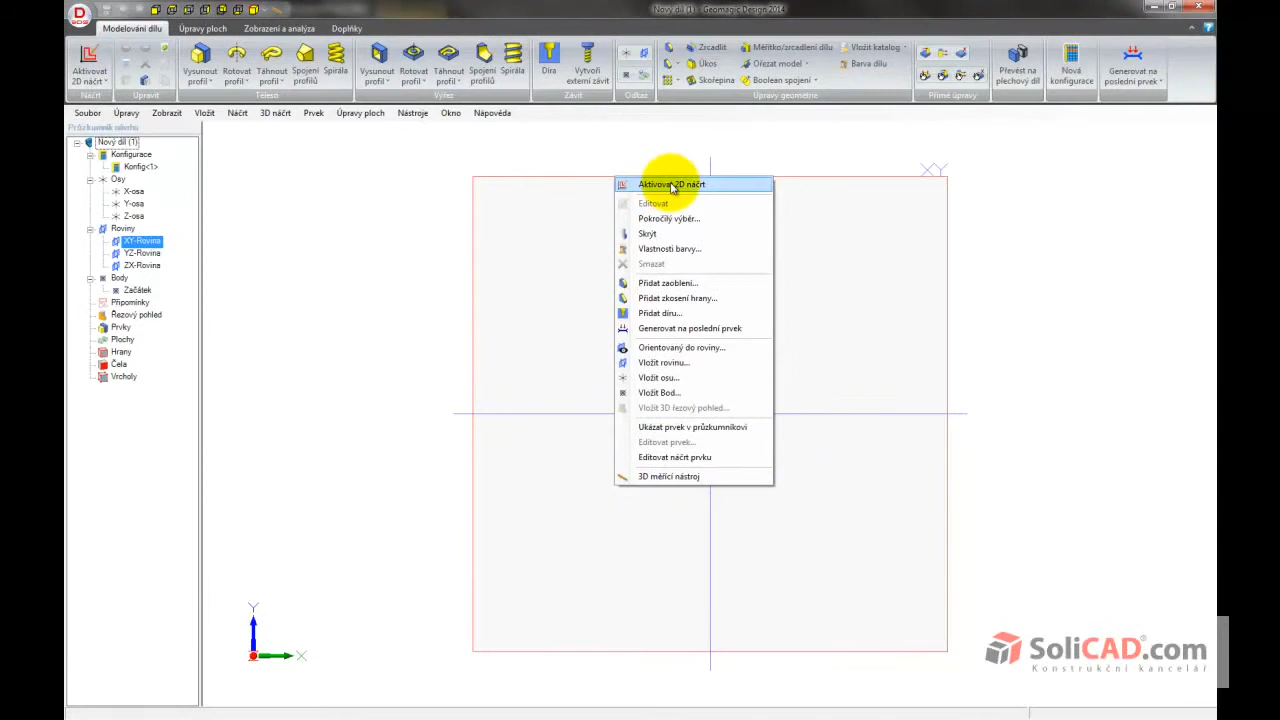 Nový díl (1) - Geomagic Design 2014
Modelování dílu Úpravy ploch Zobrazení a analýza Doplňky
Aktivovat 2D náčrt
Náčrt
Upravit
Vysunout profil
Rotovat profil
Táhnout profil
Spojení profilů
Spirála
Těleso
Vysunout profil
Rotovat profil
Táhnout profil
Spojení profilů
Spirála
Výřez
Díra
Vytvoři externí závit
Závit
Odkaz
Zrcadlit
Úkos
Skořepina
Měřítko/zrcadlení dílu
Ořezat model
Boolean spojení
Vložit katalog
Barva dílu
Úpravy geometrie
Přímé úpravy
Převést na plechový díl
Nová konfigurace
Generovat na poslední prvek
Soubor Úpravy Zobrazit Vložit Náčrt 3D náčrt Prvek Úpravy ploch Nástroje Okno Nápověda
Průzkumník návrhu
Nový díl (1)
Konfigurace
Konfig<1>
Osy
X-osa
Y-osa
Z-osa
Roviny
XY-Rovina
YZ-Rovina
ZX-Rovina
Body
Začátek
Připomínky
Řezový pohled
Prvky
Plochy
Hrany
Čela
Vrcholy
XY
Aktivovat 2D náčrt
Editovat
Pokročilý výběr...
Skrýt
Vlastnosti barvy...
Smazat
Přidat zaoblení...
Přidat zkosení hrany...
Přidat díru...
Generovat na poslední prvek
Orientovaný do roviny...
Vložit rovinu...
Vložit osu...
Vložit Bod...
Vložit 3D řezový pohled...
Ukázat prvek v průzkumníkovi
Editovat prvek...
Editovat náčrt prvku
3D měřící nástroj
Y
X
SoliCAD.com
Konstrukční kancelář